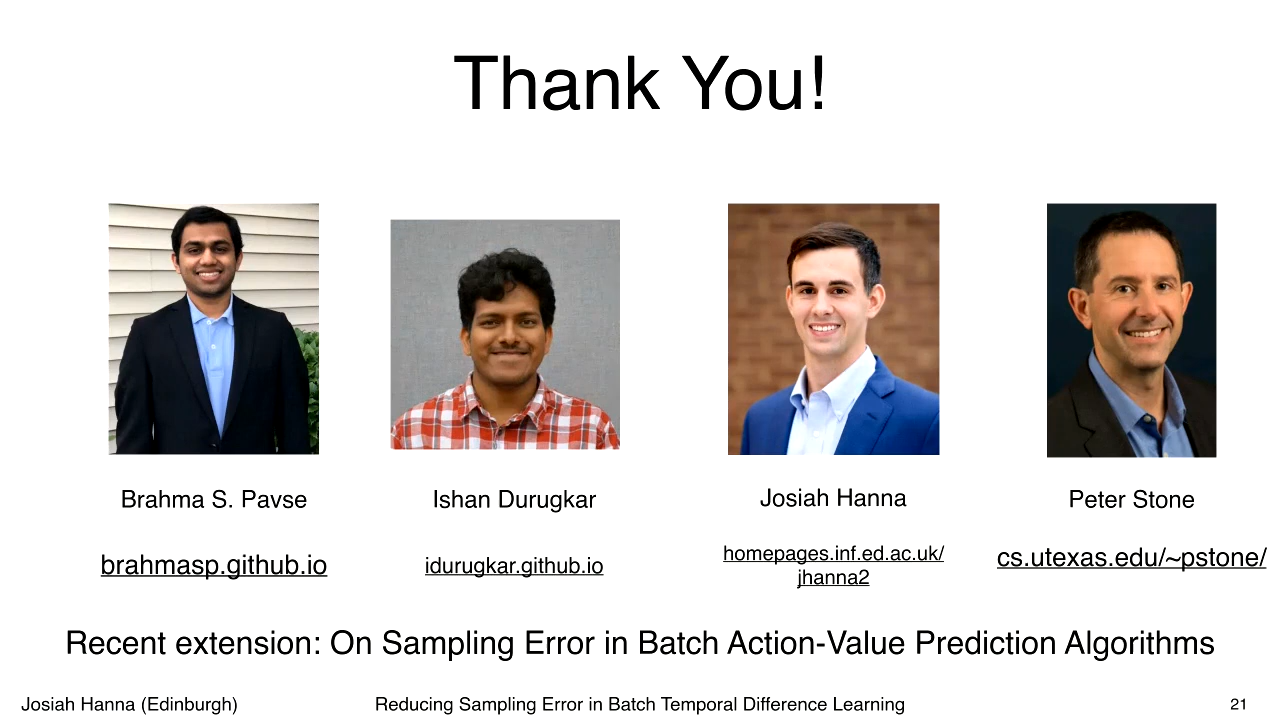 Thank You!
Brahma S. Pavse
Ishan Durugkar
Josiah Hanna
Peter Stone
brahmasp.github.io
idurugkar.github.io
homepages.inf.ed.ac.uk/
jhanna2
cs.utexas.edu/~pstone/
Recent extension: On Sampling Error in Batch Action-Value Prediction Algorithms
Josiah Hanna (Edinburgh)
Reducing Sampling Error in Batch Temporal Difference Learning
21